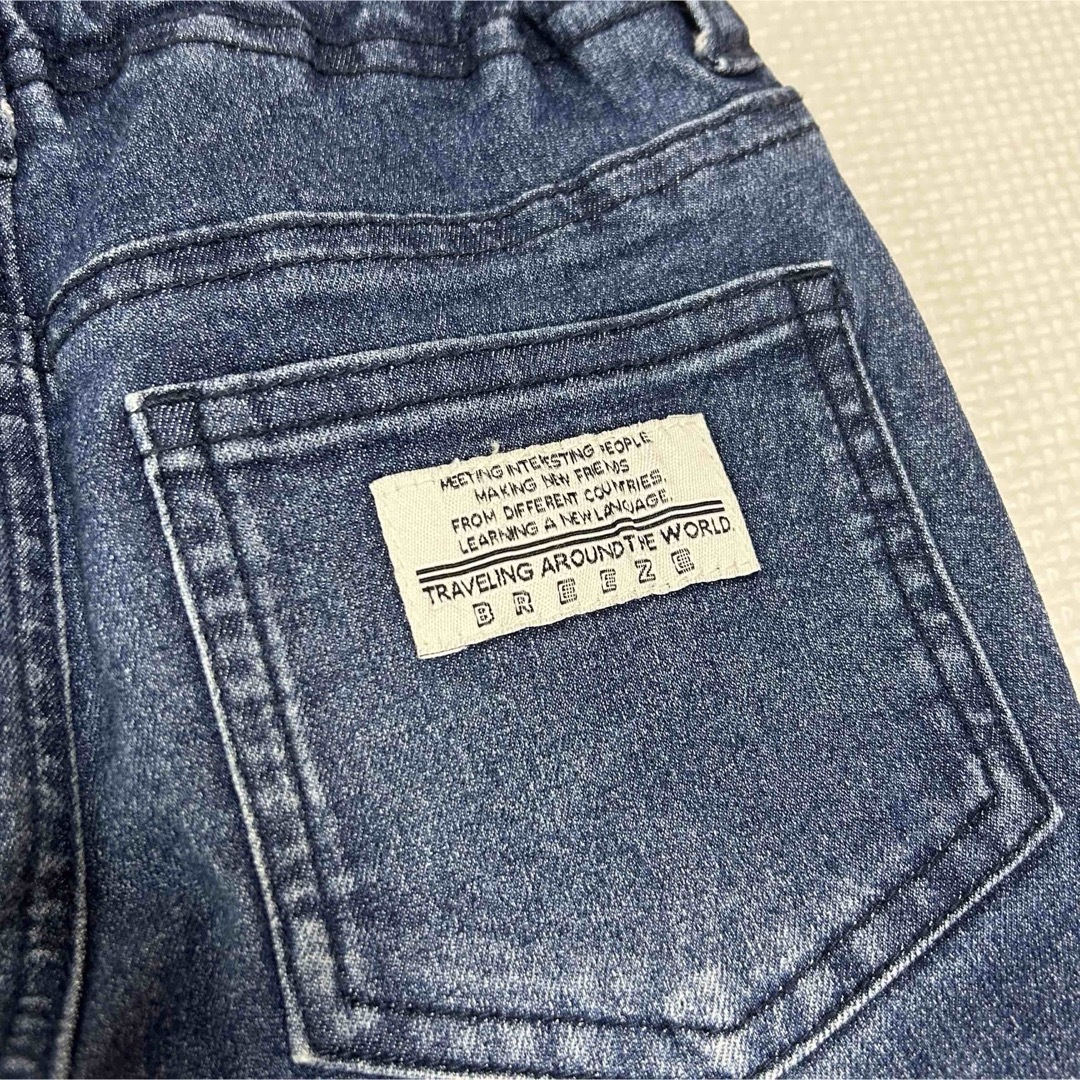 MEETING INTERESTING PEOPLE
MAKING NEW FRIENDS
FROM DIFFERENT COUNTRIES,
LEARNING A NEW LANGUAGE.
TRAVELING AROUND THE WORLD.
BREEZE